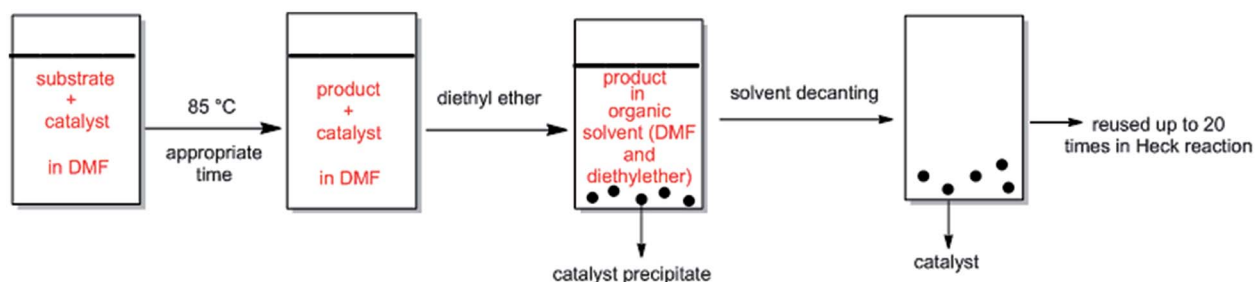 substrate
+
catalyst
in DMF
85 °C
appropriate
time
product
+
catalyst
in DMF
diethyl ether
product
in
organic
solvent (DMF
and
diethylether)
catalyst precipitate
solvent decanting
catalyst
reused up to 20
times in Heck reaction